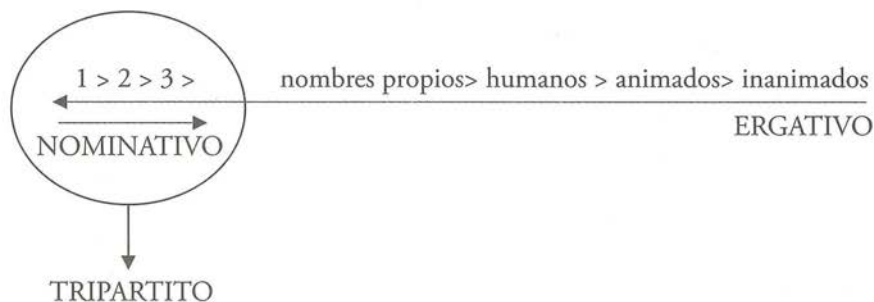 1 > 2 > 3 > nombres propios> humanos > animados> inanimados
NOMINATIVO
ERGATIVO
TRIPARTITO